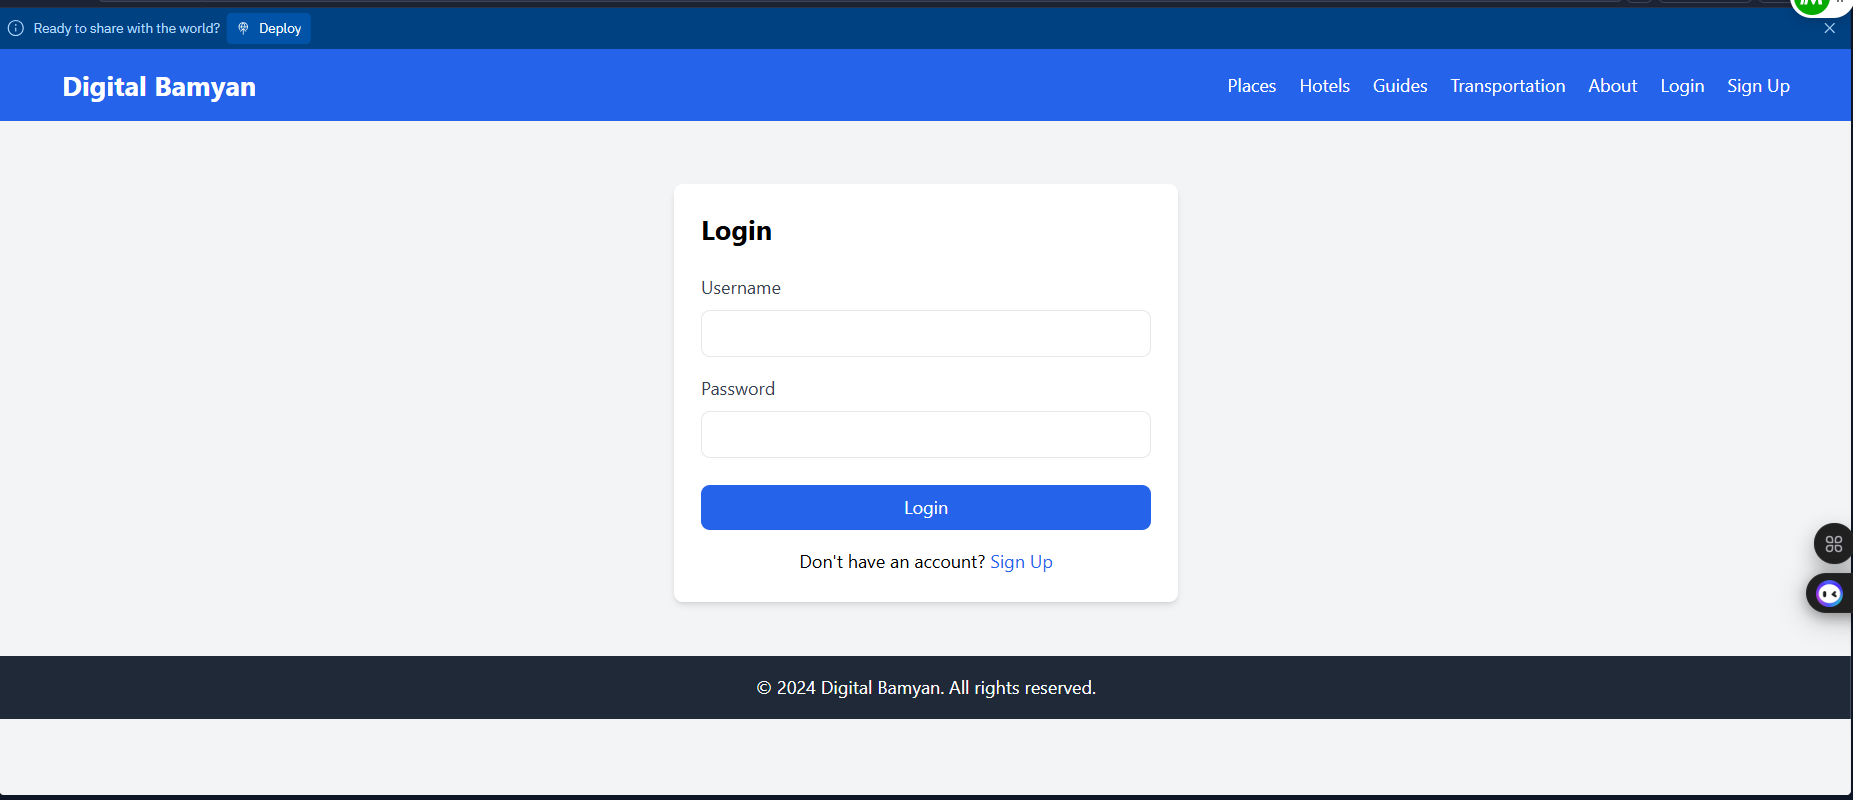 Ready to share with the world? Deploy
Digital Bamyan
Places Hotels Guides Transportation About Login Sign Up
Login
Username
Password
Login
Don't have an account? Sign Up
© 2024 Digital Bamyan. All rights reserved.